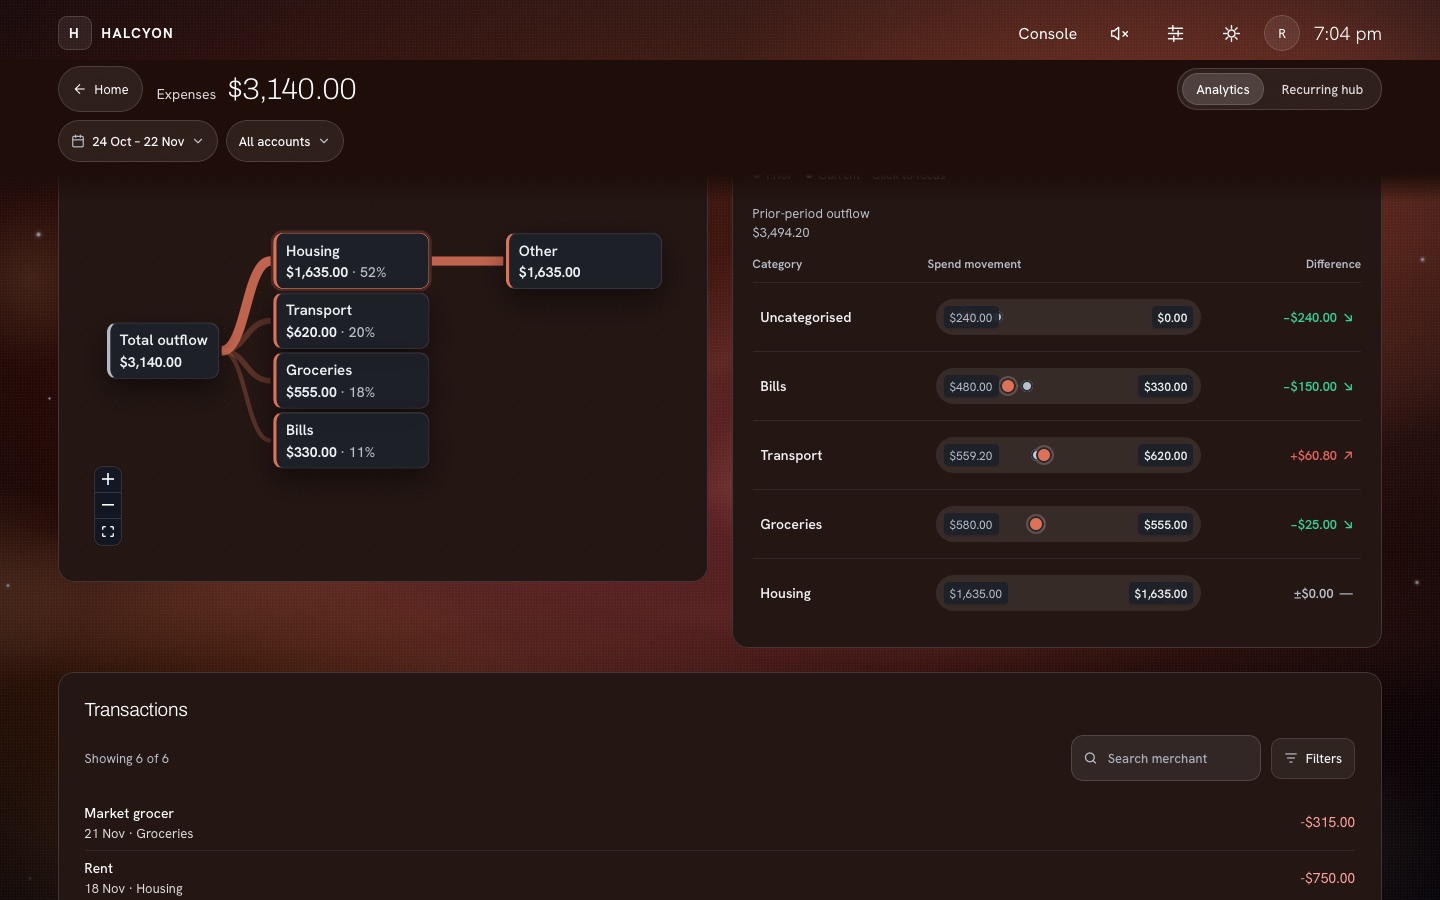 H HALCYON
Console
R
7:04 pm
Home
Expenses $3,140.00
Analytics
Recurring hub
24 Oct – 22 Nov
All accounts
Housing
$1,635.00 · 52%
Other
$1,635.00
Transport
$620.00 · 20%
Total outflow
$3,140.00
Groceries
$555.00 · 18%
Bills
$330.00 · 11%
Prior-period outflow
$3,494.20
Category Spend movement Difference
Uncategorised $240.00 $0.00 −$240.00
Bills $480.00 $330.00 −$150.00
Transport $559.20 $620.00 +$60.80
Groceries $580.00 $555.00 −$25.00
Housing $1,635.00 $1,635.00 ±$0.00
Transactions
Showing 6 of 6
Search merchant
Filters
Market grocer
21 Nov · Groceries
-$315.00
Rent
18 Nov · Housing
-$750.00